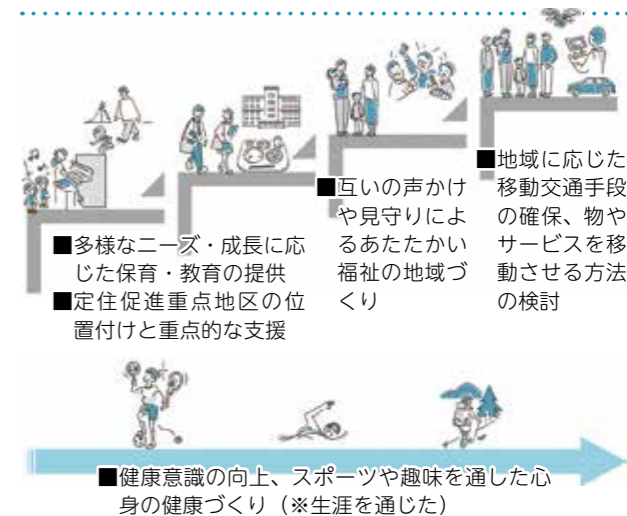 ■多様なニーズ・成長に応
じた保育・教育の提供
■定住促進重点地区の位
置付けと重点的な支援
■互いの声かけ
や見守りによ
るあたたかい
福祉の地域づ
くり
■地域に応じた
移動交通手段
の確保、物や
サービスを移
動させる方法
の検討
■健康意識の向上、スポーツや趣味を通した心
身の健康づくり（※生涯を通じた）